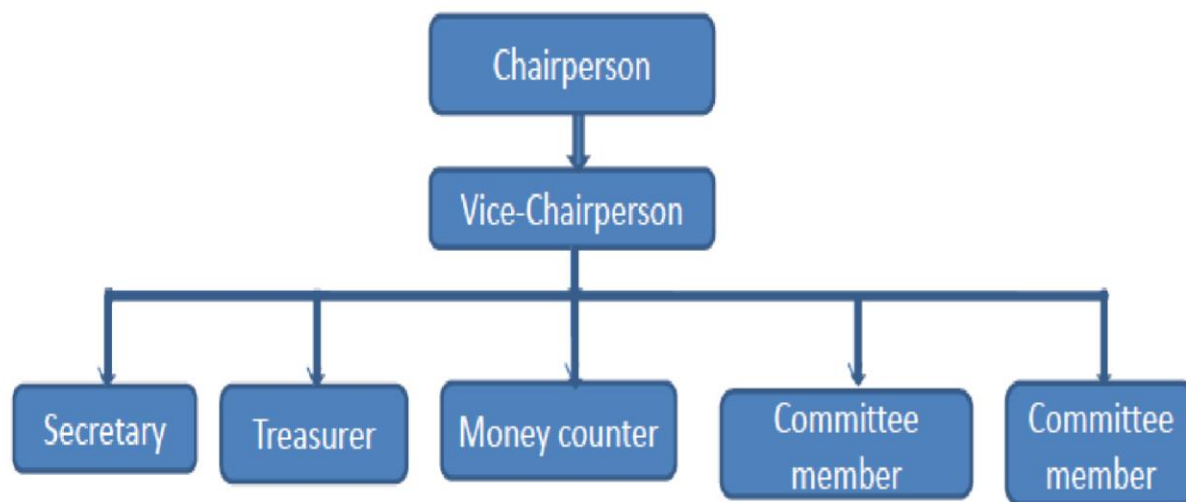 Chairperson
Vice-Chairperson
Secretary
Treasurer
Money counter
Committee
member
Committee
member